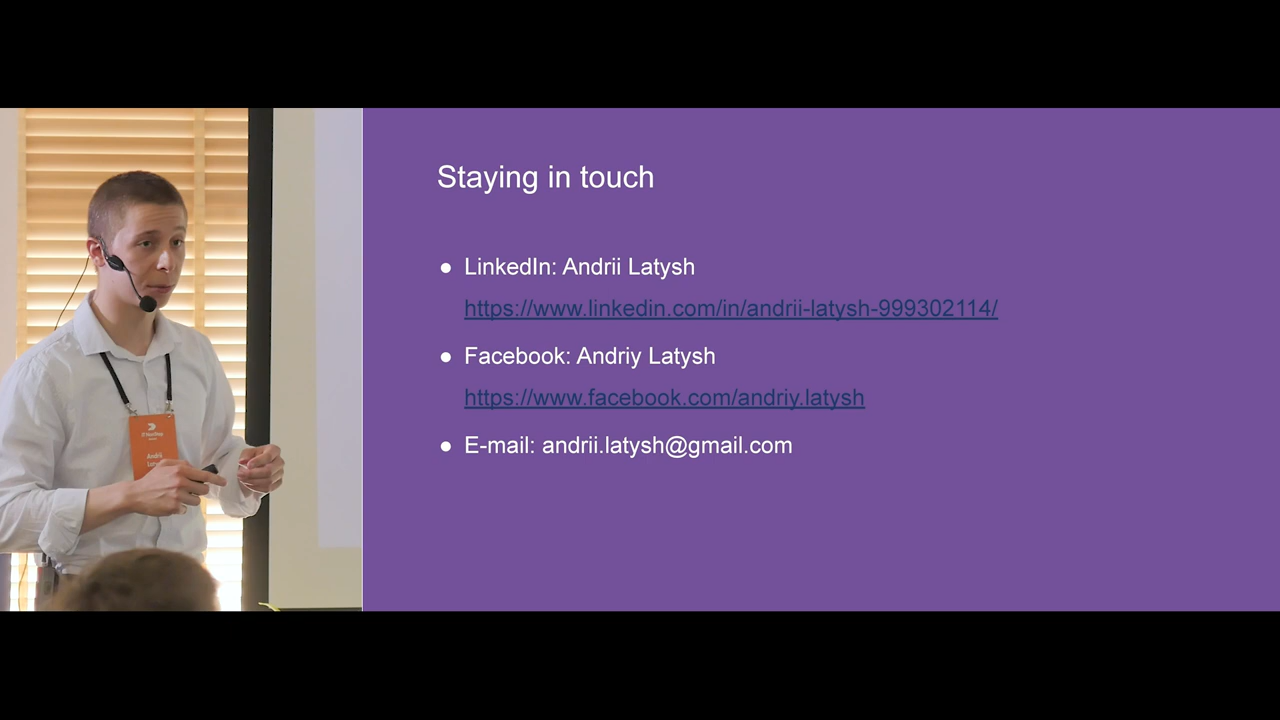 Staying in touch
● LinkedIn: Andrii Latysh
https://www.linkedin.com/in/andrii-latysh-999302114/
● Facebook: Andriy Latysh
https://www.facebook.com/andriy.latysh
● E-mail: andrii.latysh@gmail.com
Andrii